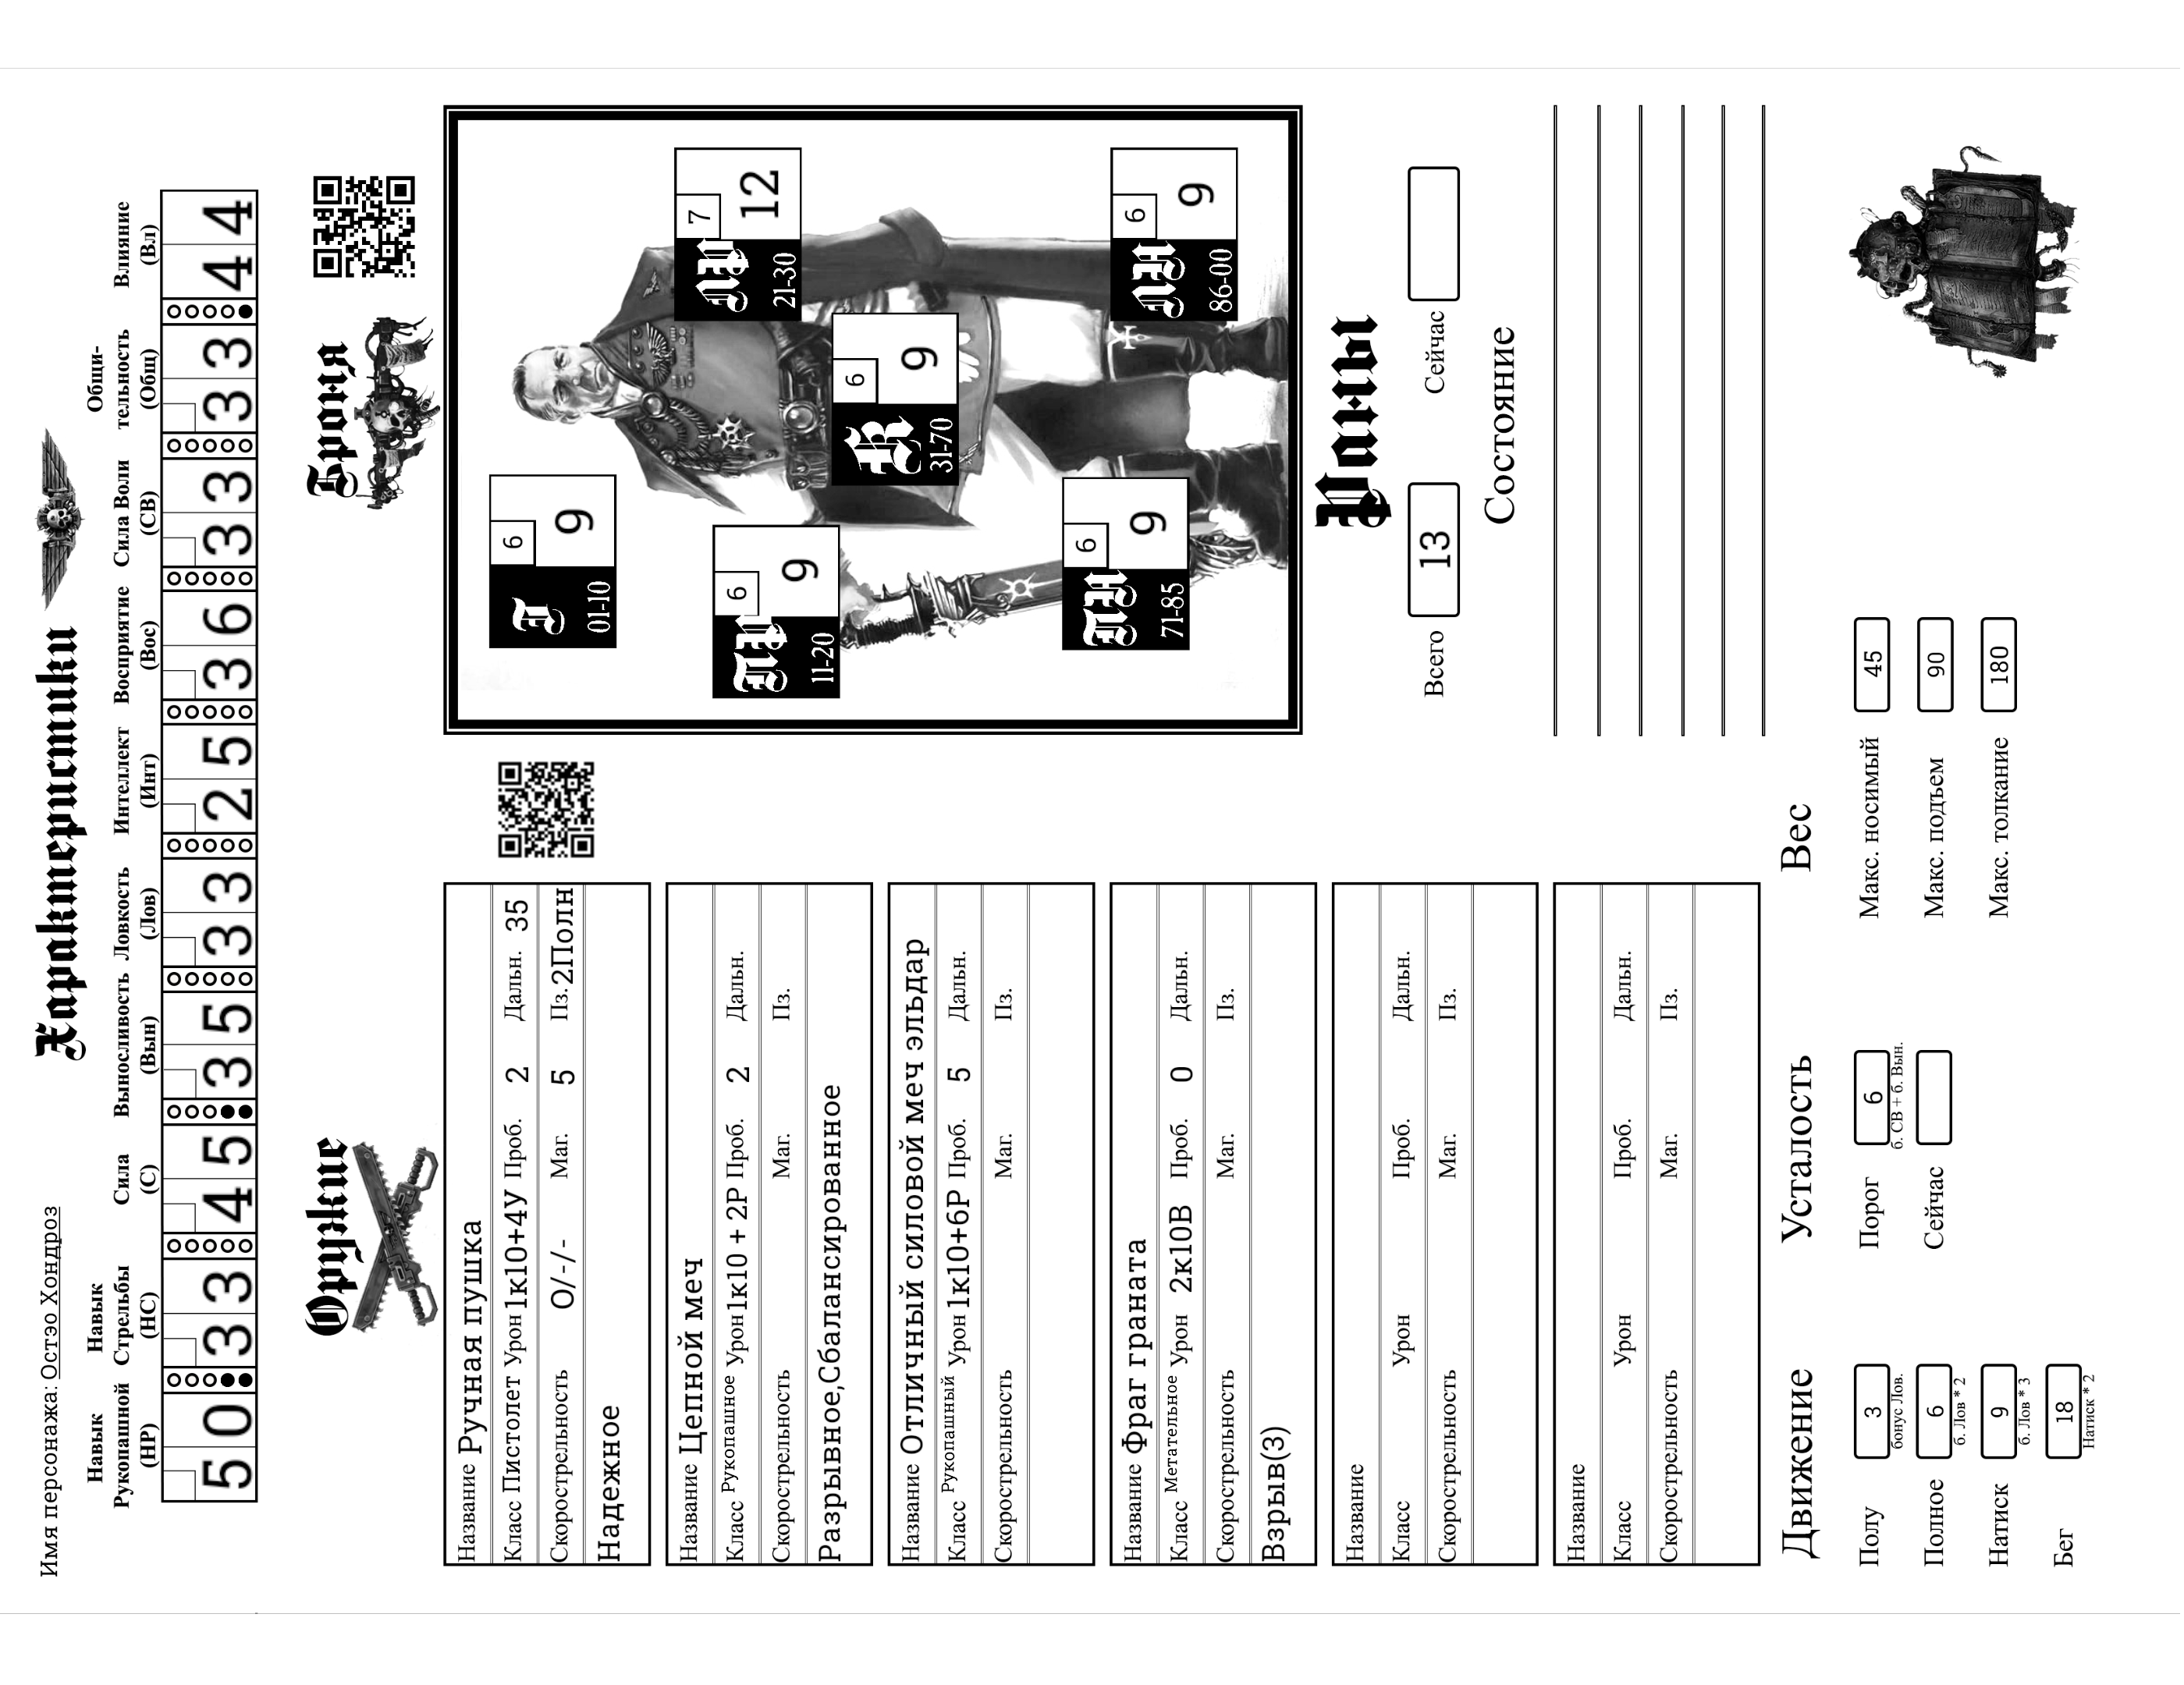 Имя персонажа: Остэо Хондроз
Характеристики
Навык Рукопашной (НР)
Навык Стрельбы (НС)
Сила (С)
Выносливость (Вын)
Ловкость (Лов)
Интеллект (Инт)
Восприятие (Вос)
Сила Воли (СВ)
Общи-тельность (Общ)
Влияние (Вл)
50 33 45 35 33 25 36 33 33 44
Оружие
Название Ручная пушка
Класс Пистолет Урон 1к10+4У Проб. 2 Дальн. 35
Скорострельность О/-/- Маг. 5 Пз. 2Полн
Надежное
Название Цепной меч
Класс Рукопашное Урон 1к10 + 2Р Проб. 2 Дальн.
Скорострельность Маг. Пз.
Разрывное,Сбалансированное
Название Отличный силовой меч эльдар
Класс Рукопашный Урон 1к10+6Р Проб. 5 Дальн.
Скорострельность Маг. Пз.
Название Фраг граната
Класс Метательное Урон 2к10В Проб. 0 Дальн.
Скорострельность Маг. Пз.
Взрыв(3)
Название
Класс Урон Проб. Дальн.
Скорострельность Маг. Пз.
Название
Класс Урон Проб. Дальн.
Скорострельность Маг. Пз.
Броня
Г 6 9
01-10
ПР 6 9
11-20
ЛР 7 12
21-30
R 6 9
31-70
ПН 6 9
71-85
ЛН 6 9
86-00
Раны
Всего 13 Сейчас
Состояние
Движение
Полу 3
бонус Лов.
Полное 6
б. Лов * 2
Натиск 9
б. Лов * 3
Бег 18
Натиск * 2
Усталость
Порог 6
б. СВ + б. Вын.
Сейчас
Вес
Макс. носимый 45
Макс. подъем 90
Макс. толкание 180